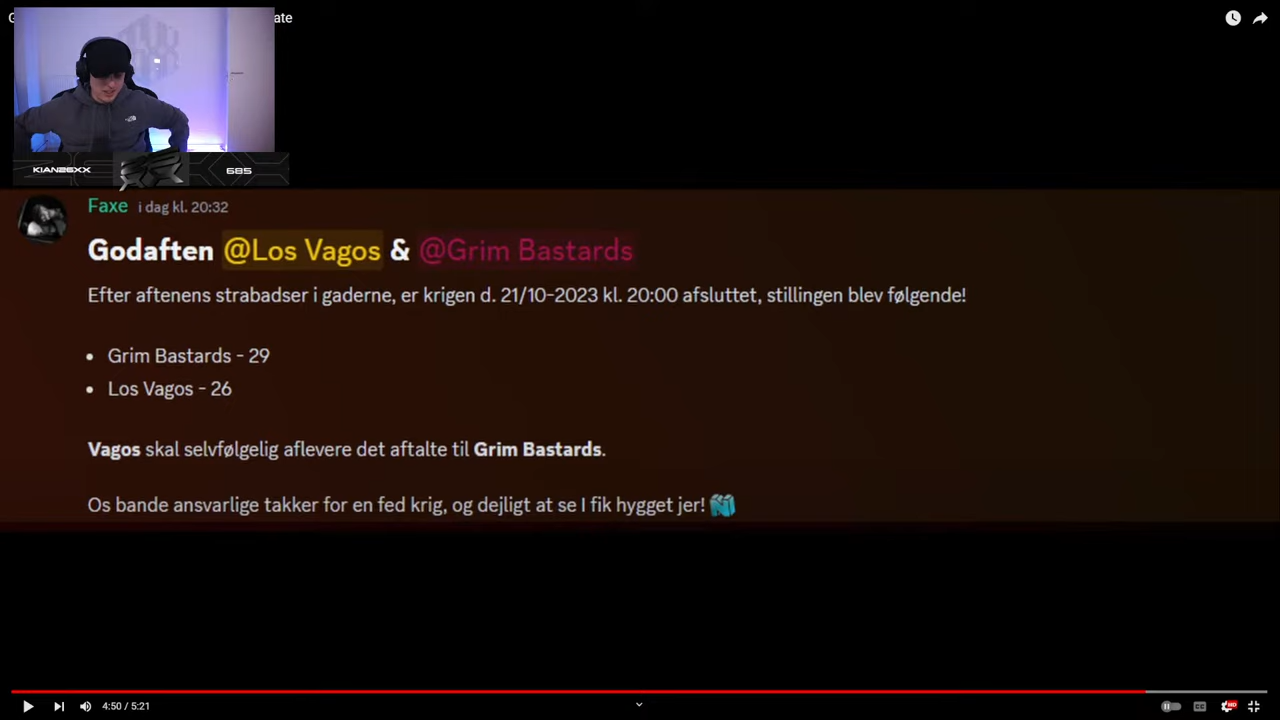 G
ate
KIAN26XX
685
Faxe i dag kl. 20:32
Godaften @Los Vagos & @Grim Bastards
Efter aftenens strabadser i gaderne, er krigen d. 21/10-2023 kl. 20:00 afsluttet, stillingen blev følgende!
• Grim Bastards - 29
• Los Vagos - 26
Vagos skal selvfølgelig aflevere det aftalte til Grim Bastards.
Os bande ansvarlige takker for en fed krig, og dejligt at se I fik hygget jer!
4:50 / 5:21
CC
HD